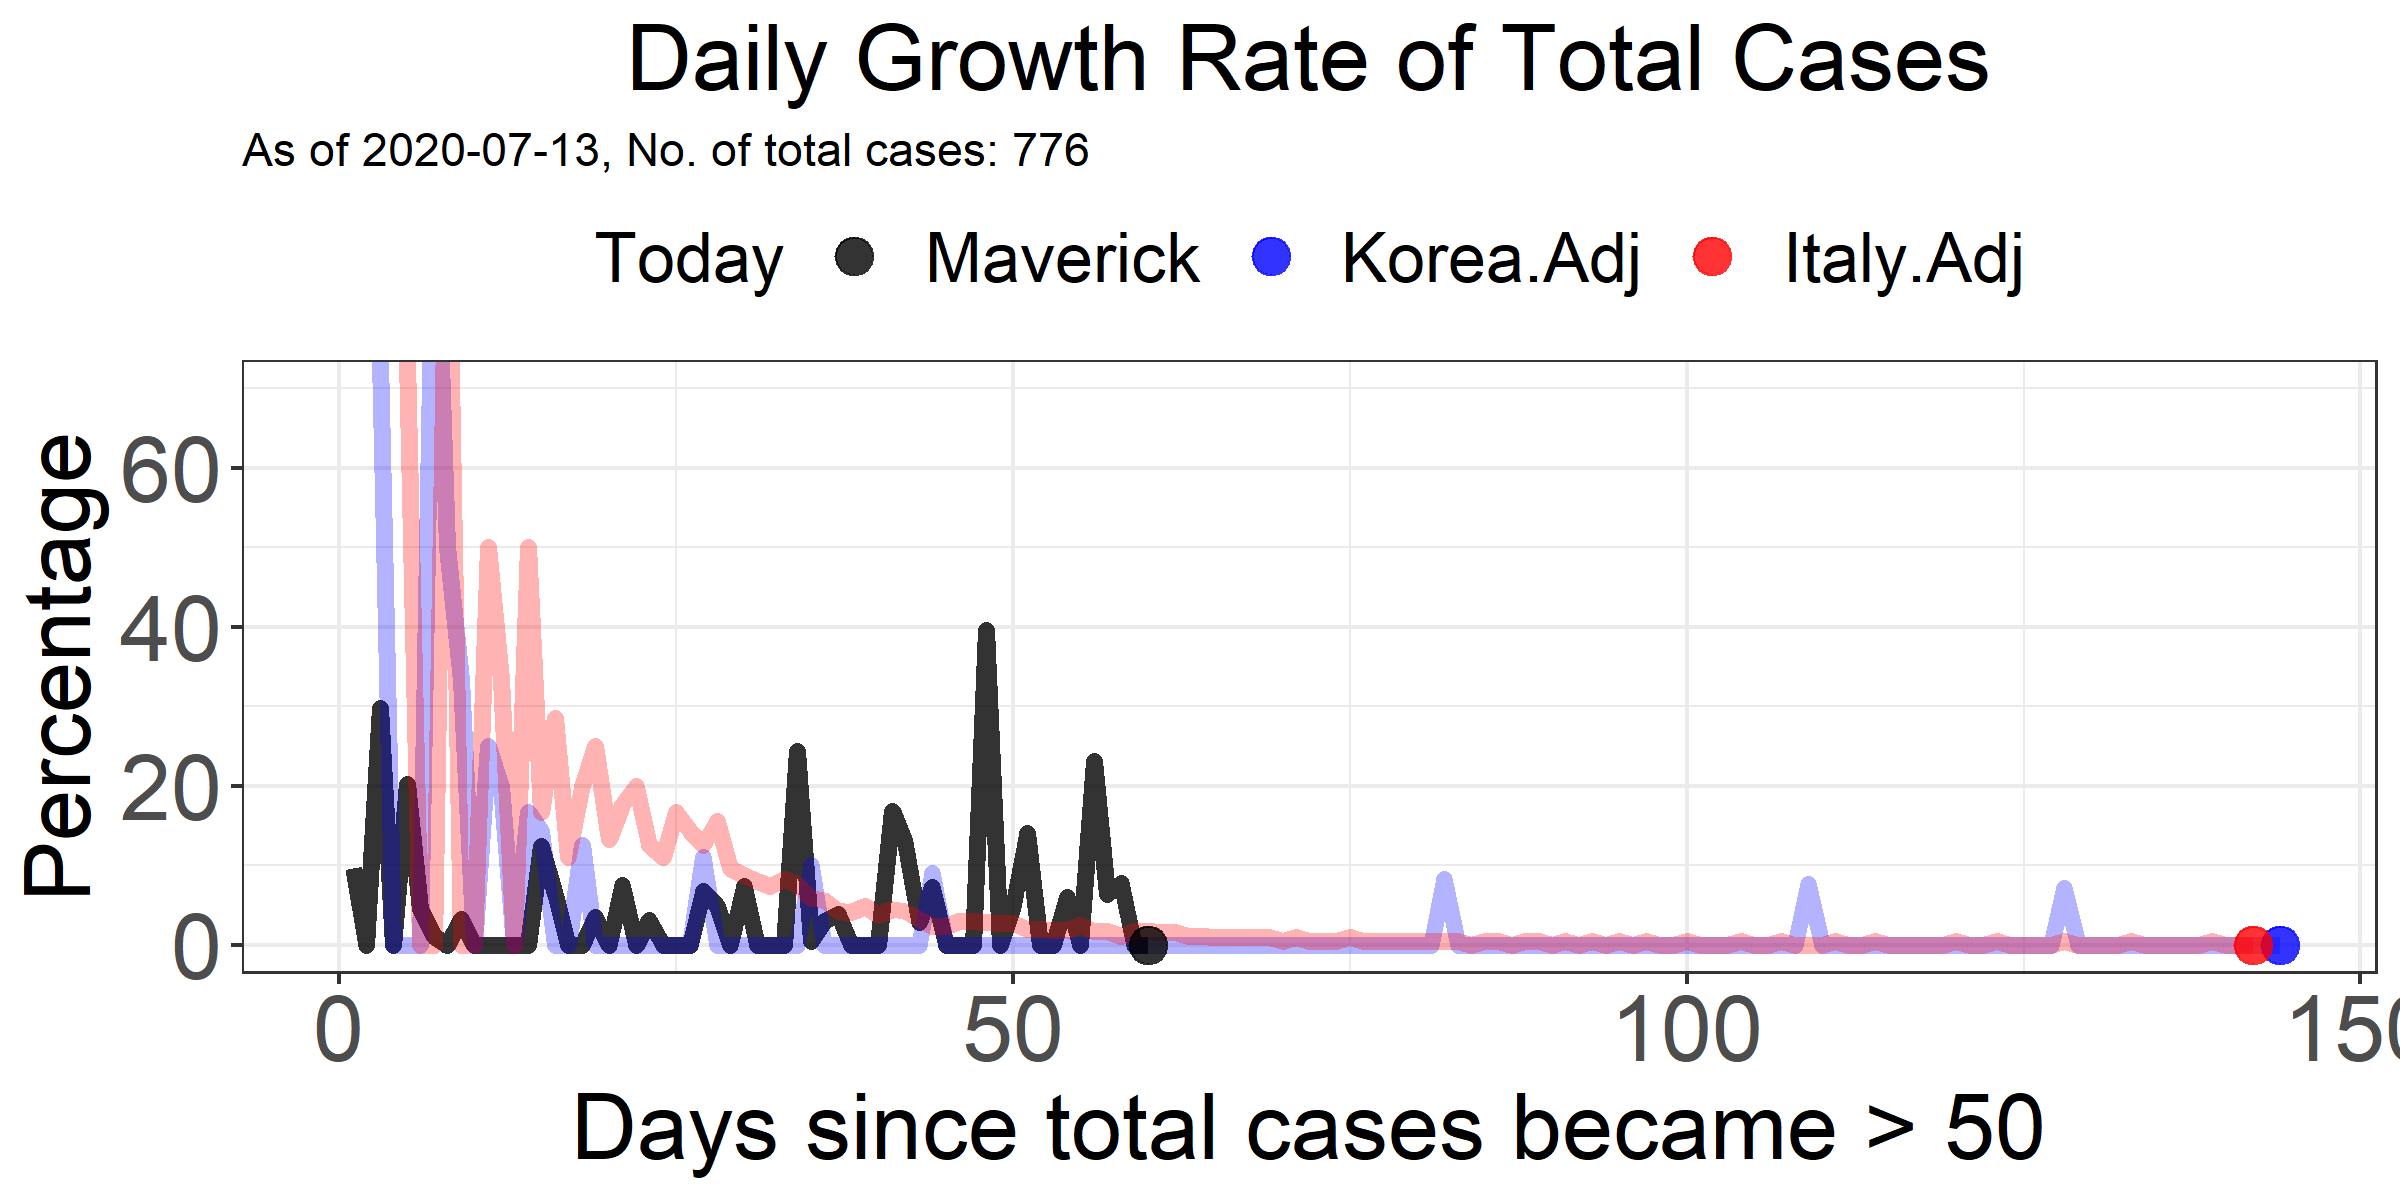 Daily Growth Rate of Total Cases
As of 2020-07-13, No. of total cases: 776
Today Maverick Korea.Adj Italy.Adj
Percentage
60
40
20
0
0 50 100 150
Days since total cases became > 50